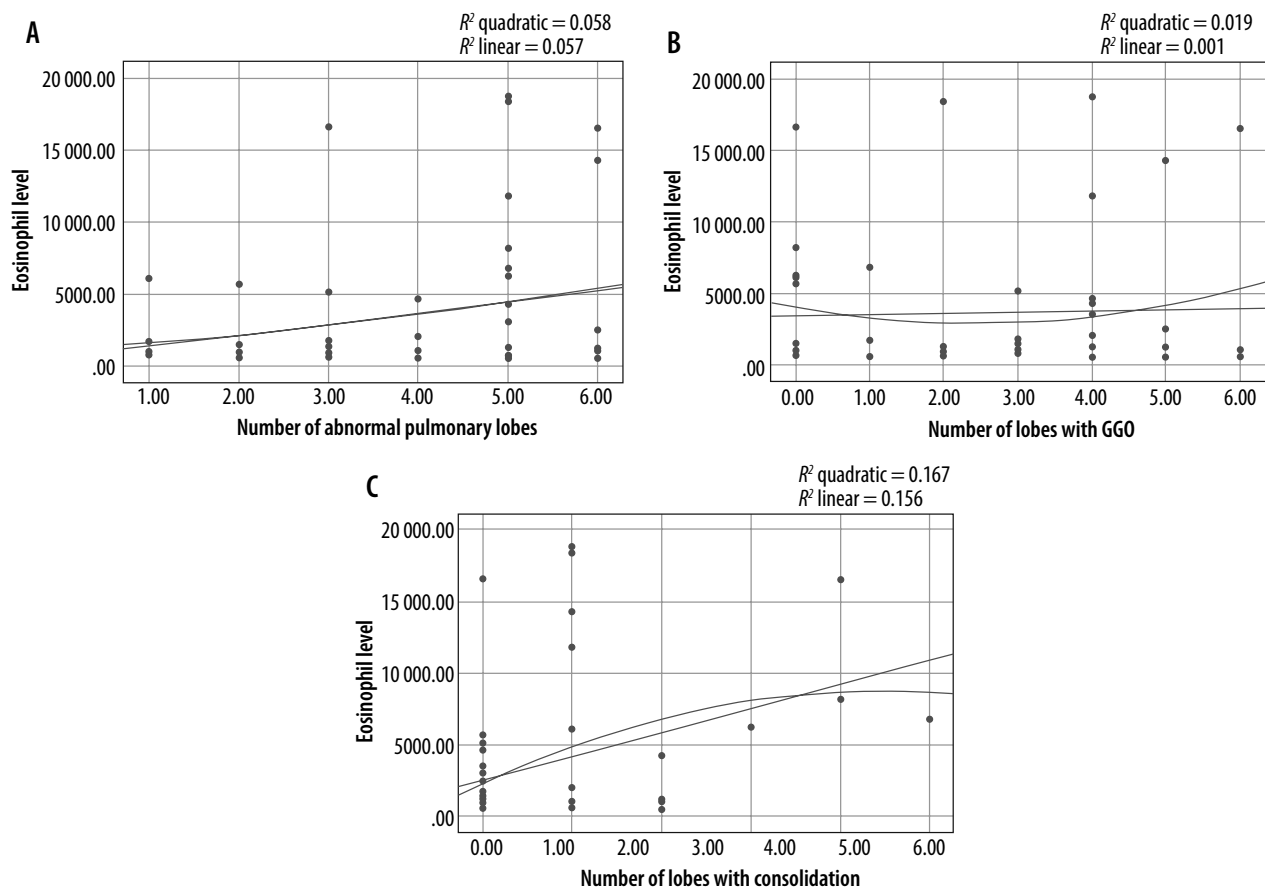 A
R² quadratic = 0.058
R² linear = 0.057
Eosinophil level
20 000.00
15 000.00
10 000.00
5000.00
.00
1.00 2.00 3.00 4.00 5.00 6.00
Number of abnormal pulmonary lobes
B
R² quadratic = 0.019
R² linear = 0.001
Eosinophil level
20 000.00
15 000.00
10 000.00
5000.00
.00
0.00 1.00 2.00 3.00 4.00 5.00 6.00
Number of lobes with GGO
C
R² quadratic = 0.167
R² linear = 0.156
Eosinophil level
20 000.00
15 000.00
10 000.00
5000.00
.00
0.00 1.00 2.00 3.00 4.00 5.00 6.00
Number of lobes with consolidation